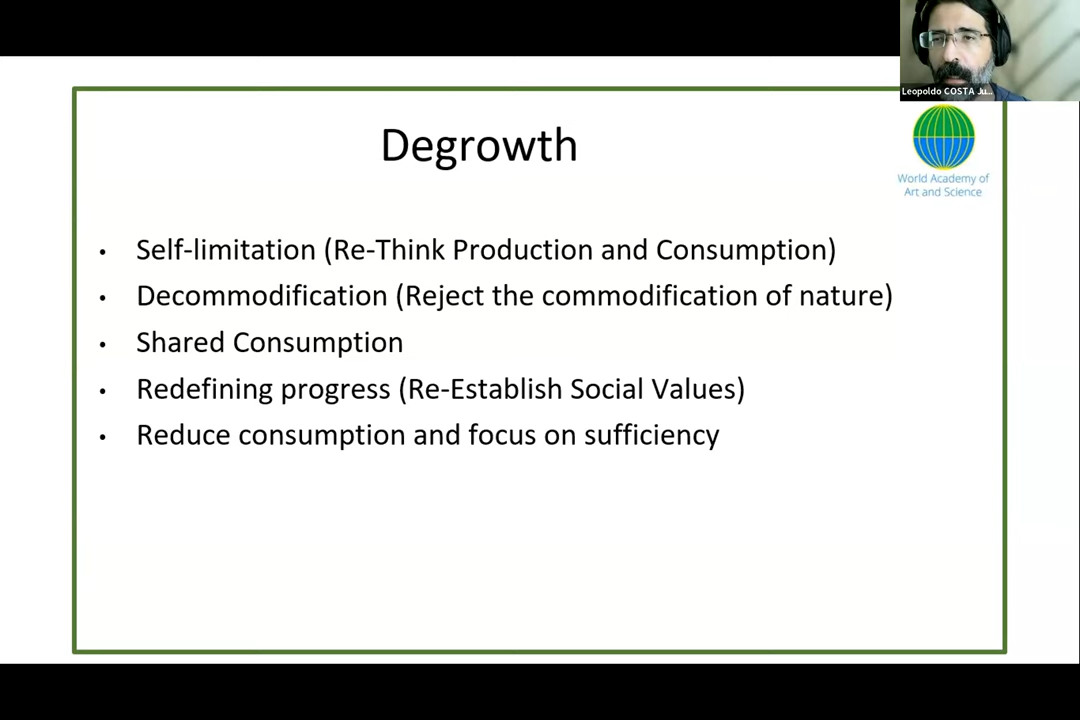 Leopoldo COSTA Ju...
Degrowth
World Academy of
Art and Science
• Self-limitation (Re-Think Production and Consumption)
• Decommodification (Reject the commodification of nature)
• Shared Consumption
• Redefining progress (Re-Establish Social Values)
• Reduce consumption and focus on sufficiency